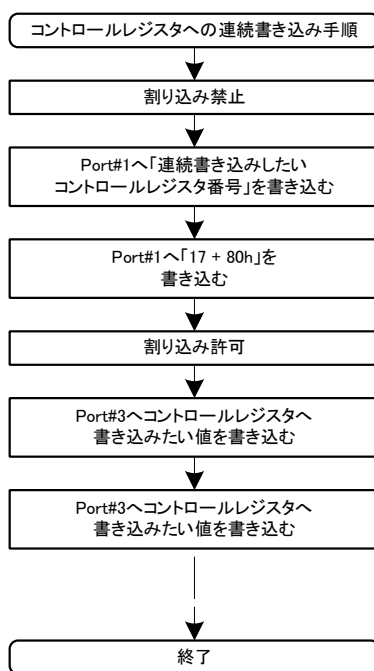 コントロールレジスタへの連続書き込み手順
割り込み禁止
Port#1へ「連続書き込みしたい
コントロールレジスタ番号」を書き込む
Port#1へ「17 + 80h」を
書き込む
割り込み許可
Port#3へコントロールレジスタへ
書き込みたい値を書き込む
Port#3へコントロールレジスタへ
書き込みたい値を書き込む
終了